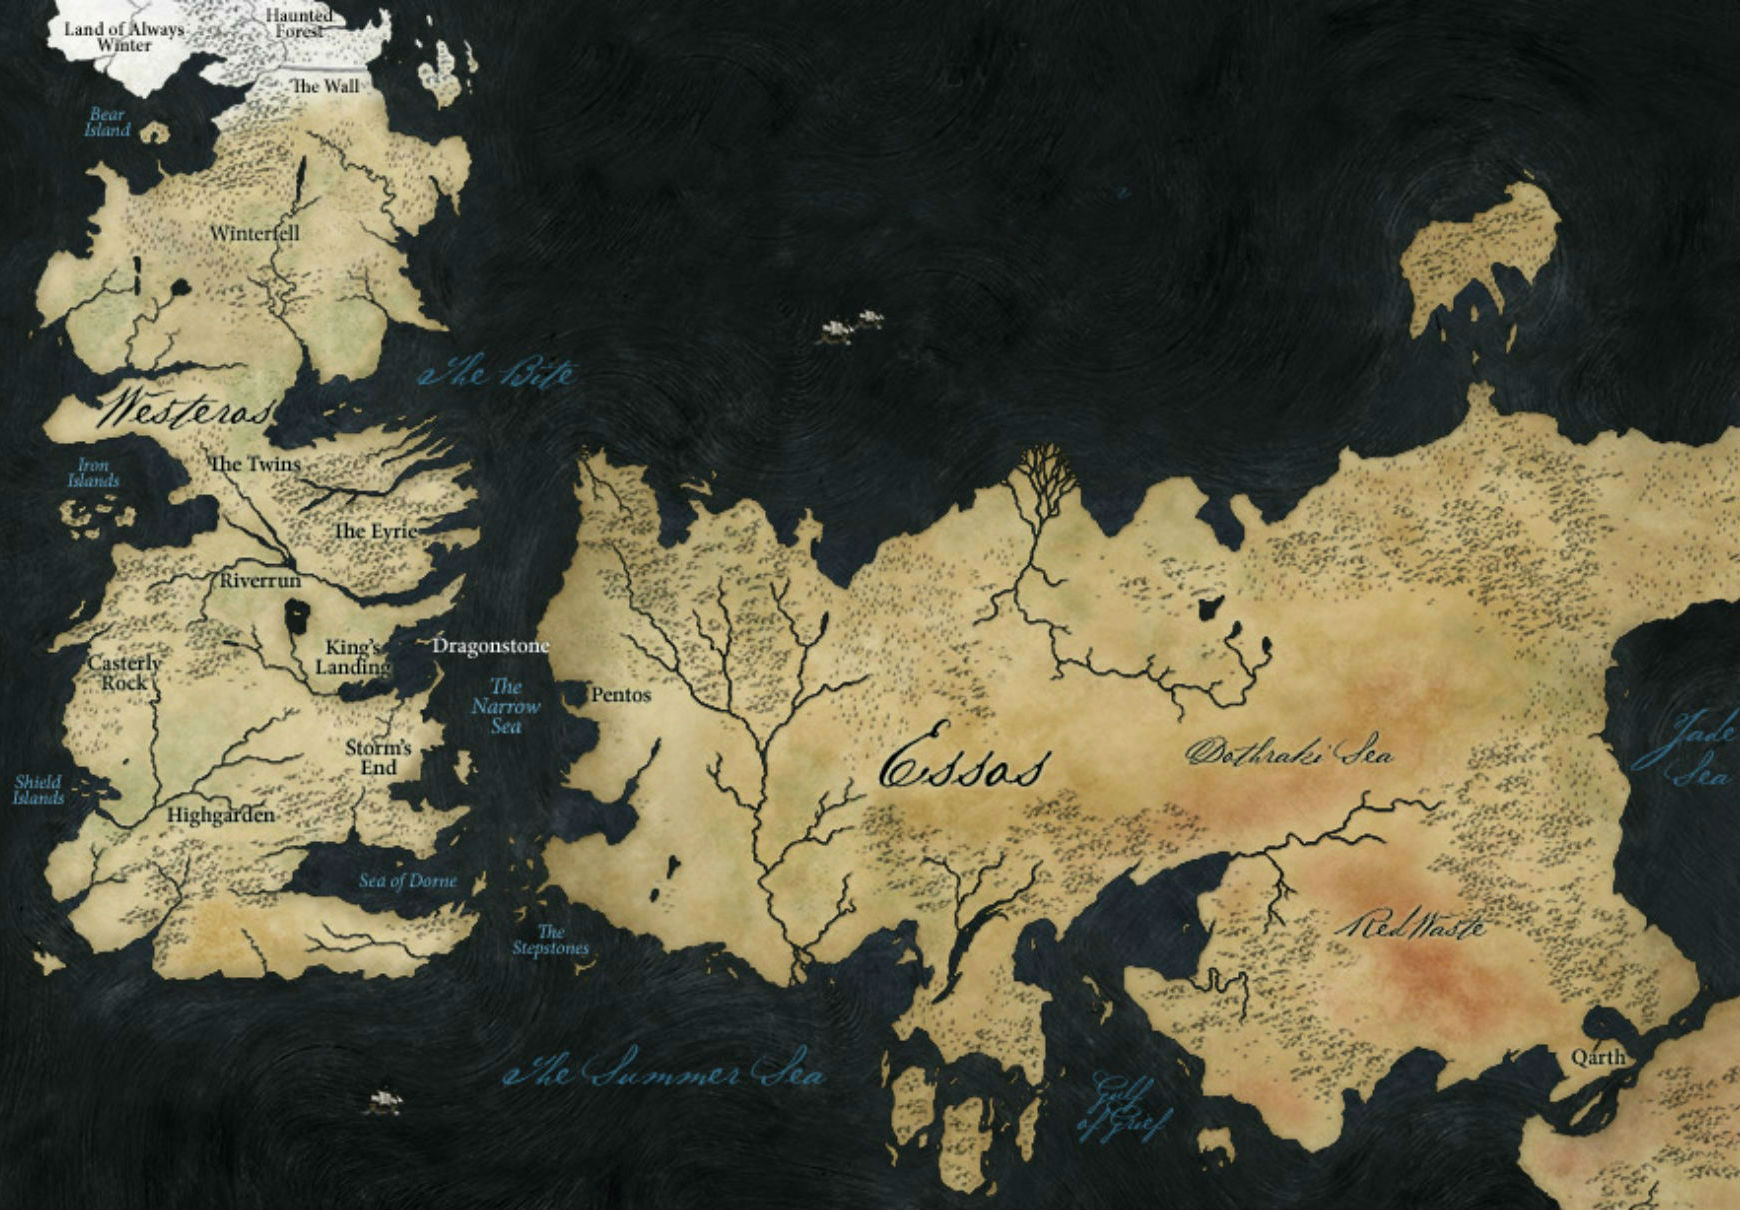 Land of Always
Winter
Haunted
Forest
The Wall
Bear
Island
Winterfell
The Bite
Westeros
Iron
Islands
The Twins
The Eyrie
Riverrun
King's
Landing
Dragonstone
Casterly
Rock
The
Narrow
Sea
Pentos
Storm's
End
Essos
Dothraki Sea
Jade
Sea
Shield
Islands
Highgarden
Sea of Dorne
The
Stepstones
Red Waste
The Summer Sea
Gulf
of Grief
Qarth